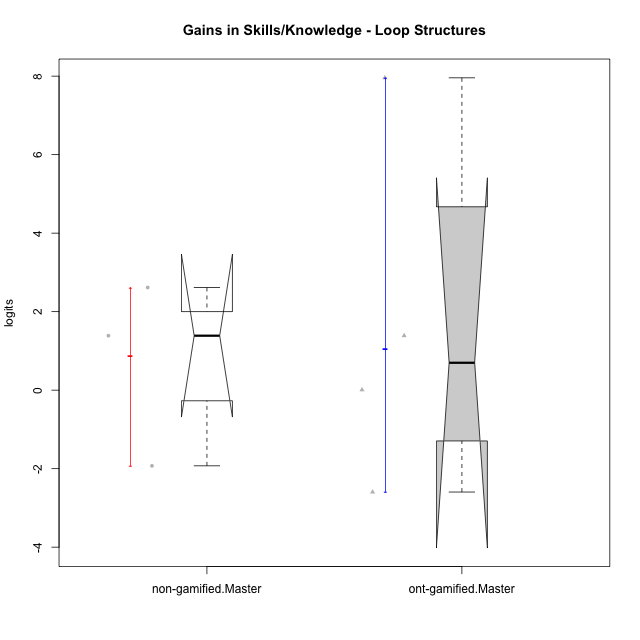 Gains in Skills/Knowledge - Loop Structures
8
6
4
2
0
-2
-4
logits
non-gamified.Master
ont-gamified.Master